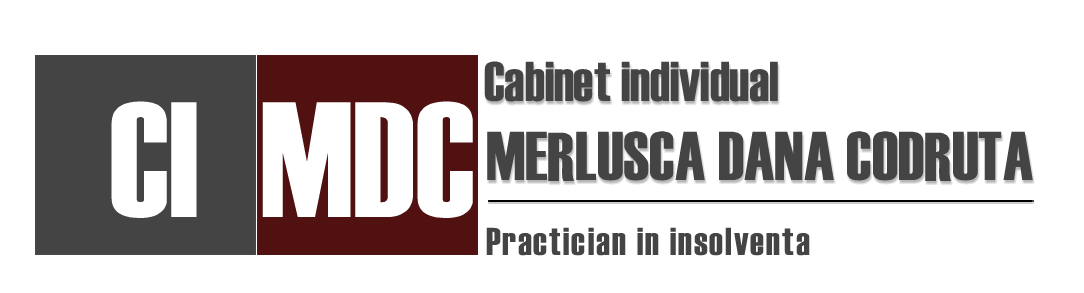 CI MDC
Cabinet individual
MERLUSCA DANA CODRUTA
Practician in insolventa